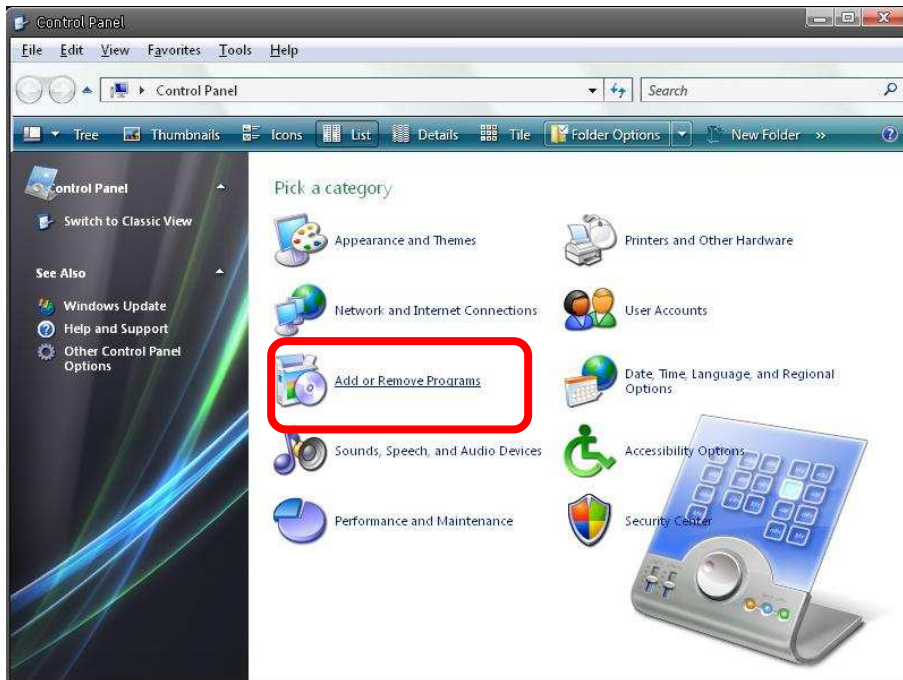 Control Panel
File Edit View Favorites Tools Help
Control Panel
Search
Tree Thumbnails Icons List Details Tile Folder Options New Folder »
Control Panel
Switch to Classic View
See Also
Windows Update
Help and Support
Other Control Panel
Options
Pick a category
Appearance and Themes
Printers and Other Hardware
Network and Internet Connections
User Accounts
Add or Remove Programs
Date, Time, Language, and Regional
Options
Sounds, Speech, and Audio Devices
Accessibility Options
Performance and Maintenance
Security Center